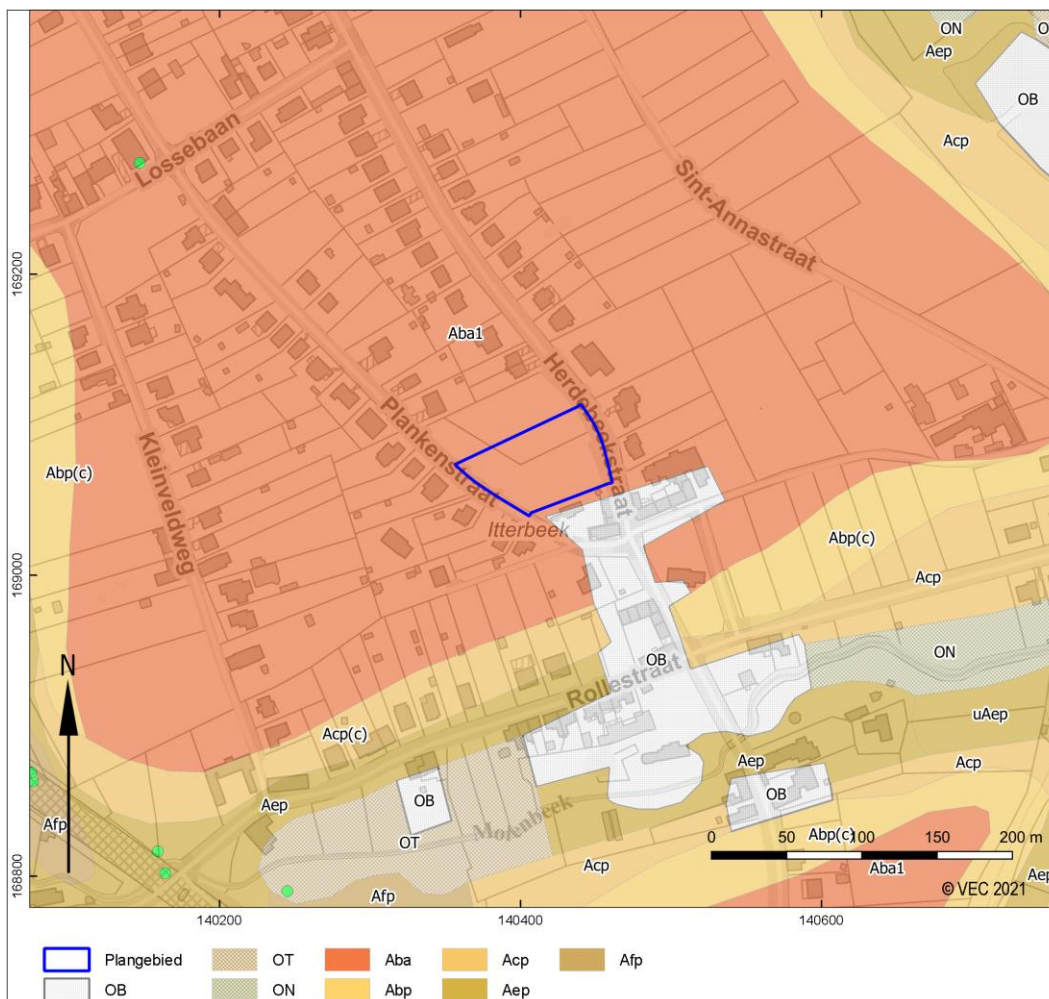 ON
Aep
O
OB
Acp
Lossebaan
Sint-Annastraat
169200
Aba1
Herdebeekstraat
Plankenstraat
Abp(c)
Kleinveldweg
Itterbeek
Abp(c)
169000
Acp
N
OB
ON
Rollestraat
uAep
Acp(c)
Aep
Acp
Aep
OB
OB
Molenbeek
Afp
OT
Abp(c)
0 50 100 150 200 m
Acp
Aba1
Aep
168800
Afp
© VEC 2021
140200 140400 140600
Plangebied OT Aba Acp Afp
OB ON Abp Aep